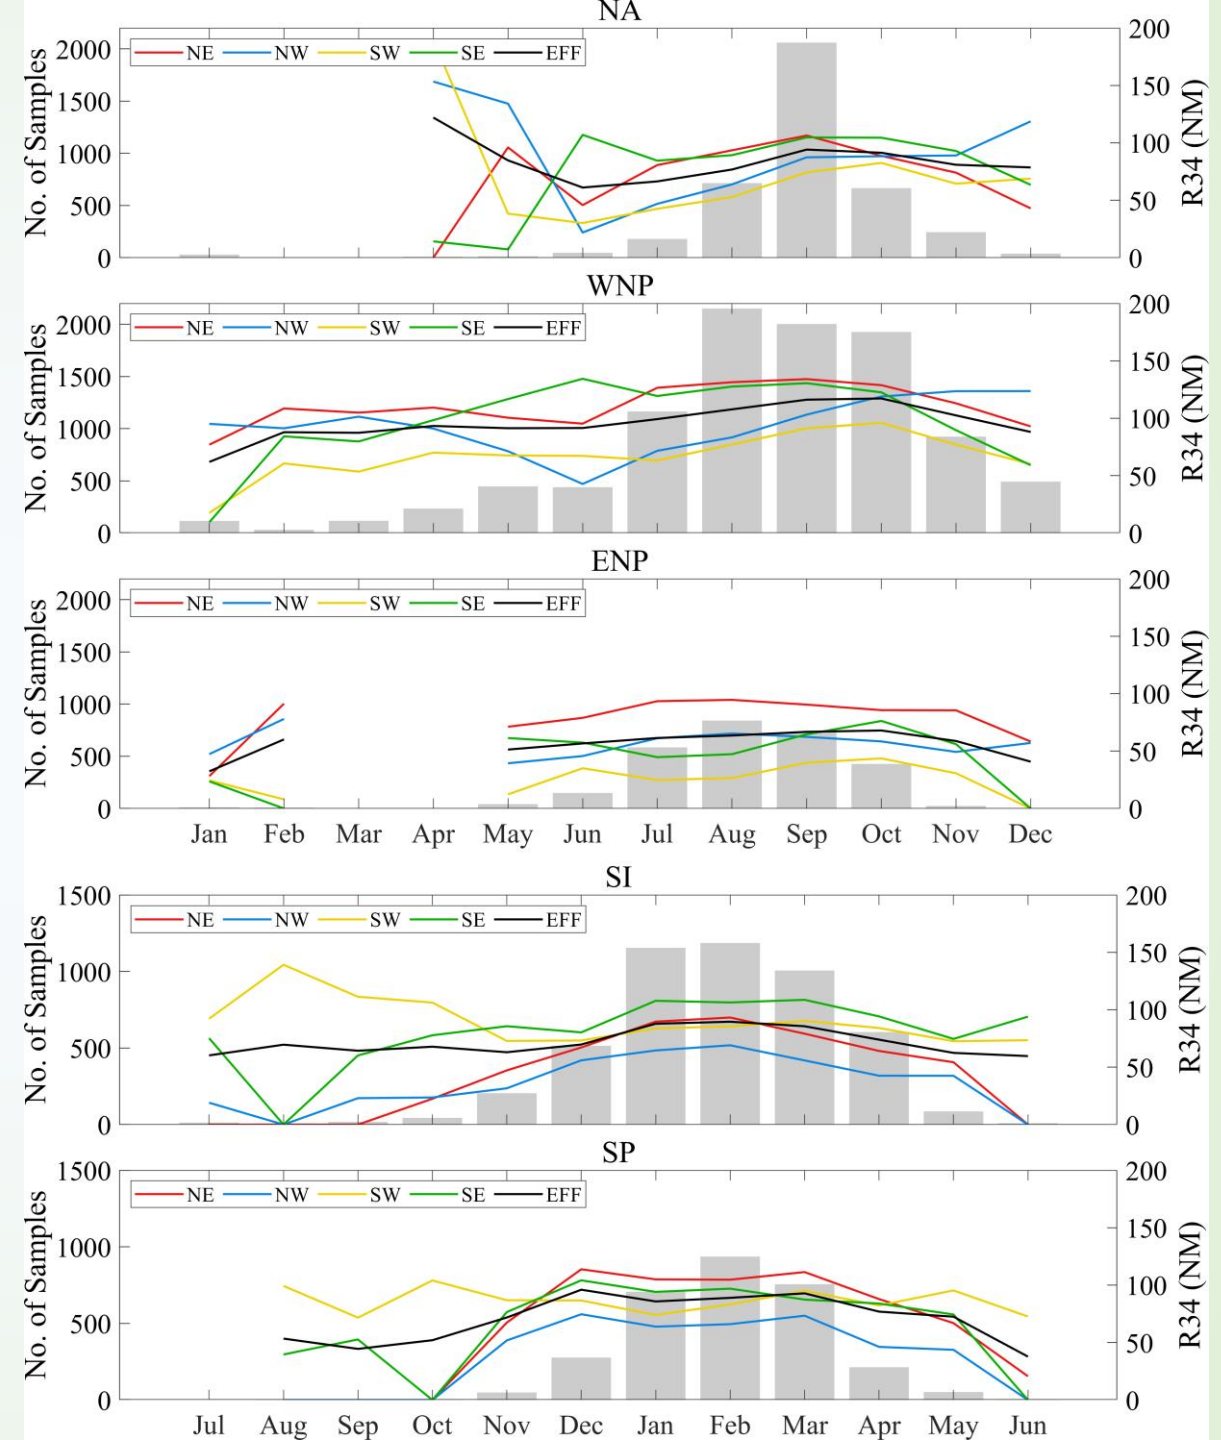 NA
No. of Samples
2000
1500
1000
500
0
NE NW SW SE EFF
200
150
100
50
0
R34 (NM)
WNP
No. of Samples
2000
1500
1000
500
0
NE NW SW SE EFF
200
150
100
50
0
R34 (NM)
ENP
No. of Samples
2000
1500
1000
500
0
NE NW SW SE EFF
200
150
100
50
0
R34 (NM)
Jan Feb Mar Apr May Jun Jul Aug Sep Oct Nov Dec
SI
No. of Samples
1500
1000
500
0
NE NW SW SE EFF
200
150
100
50
0
R34 (NM)
SP
No. of Samples
1500
1000
500
0
NE NW SW SE EFF
200
150
100
50
0
R34 (NM)
Jul Aug Sep Oct Nov Dec Jan Feb Mar Apr May Jun